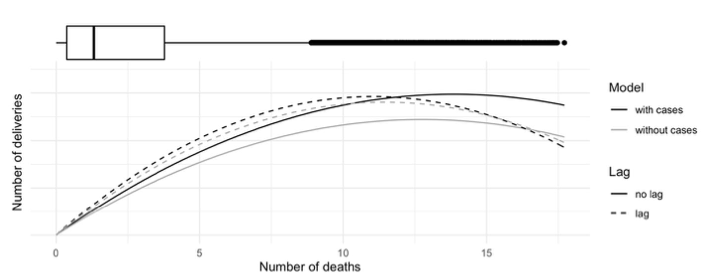 Number of deliveries
Model
with cases
without cases
Lag
no lag
lag
0 5 10 15
Number of deaths